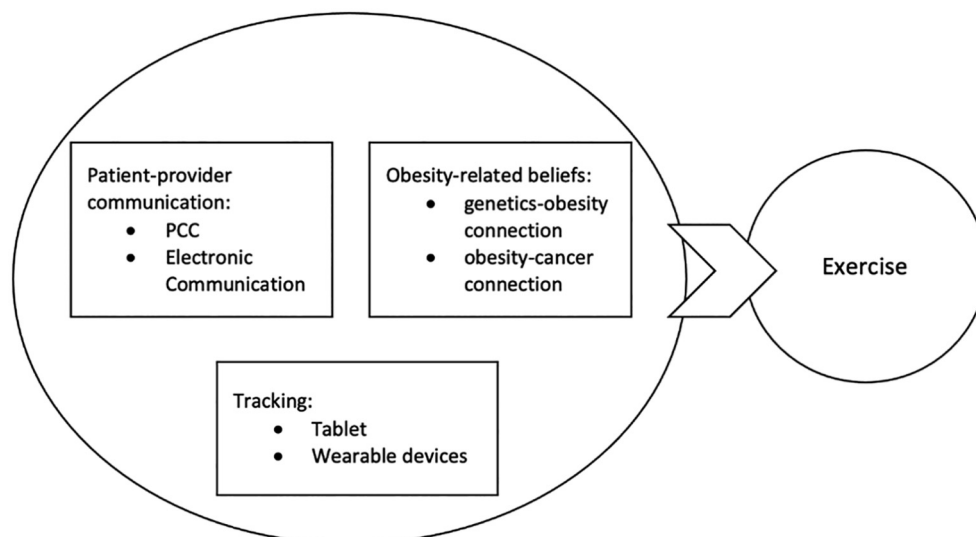 Patient-provider
communication:
• PCC
• Electronic
Communication
Obesity-related beliefs:
• genetics-obesity
connection
• obesity-cancer
connection
Tracking:
• Tablet
• Wearable devices
Exercise